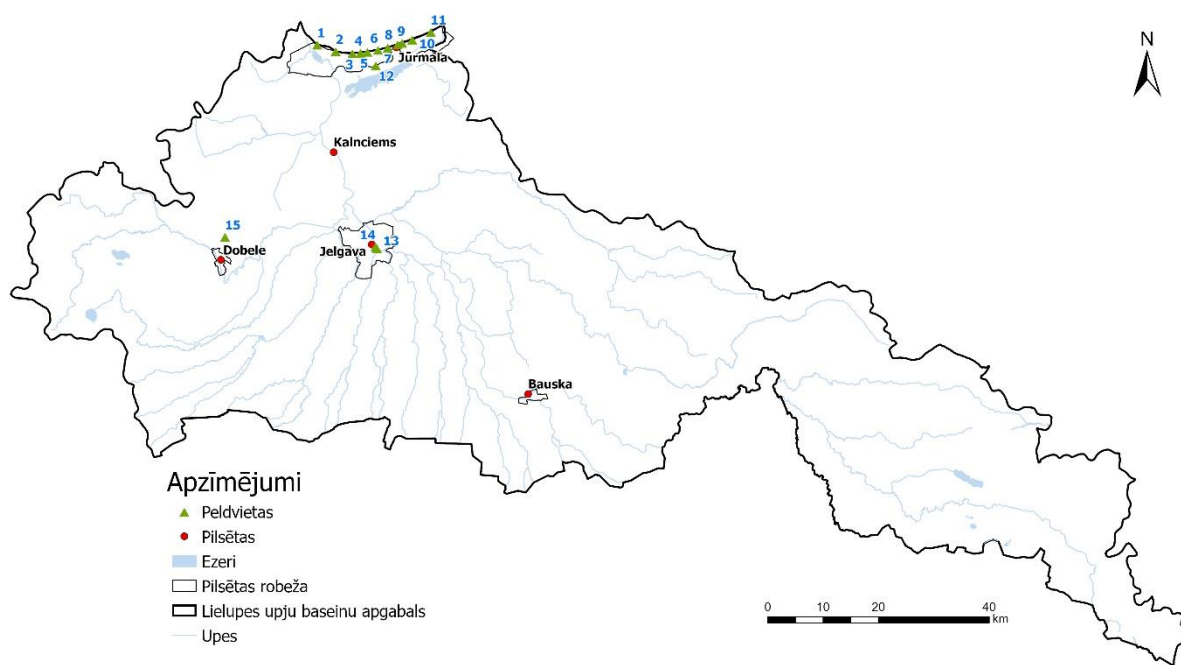 1
2
3
4
5
6
7
8
9
10
11
12
Jūrmala
N
Kalnciems
15
Dobele
14
13
Jelgava
Bauska
Apzīmējumi
Peldvietas
Pilsētas
Ezeri
Pilsētas robeža
Lielupes upju baseinu apgabals
Upes
0 10 20 40
km